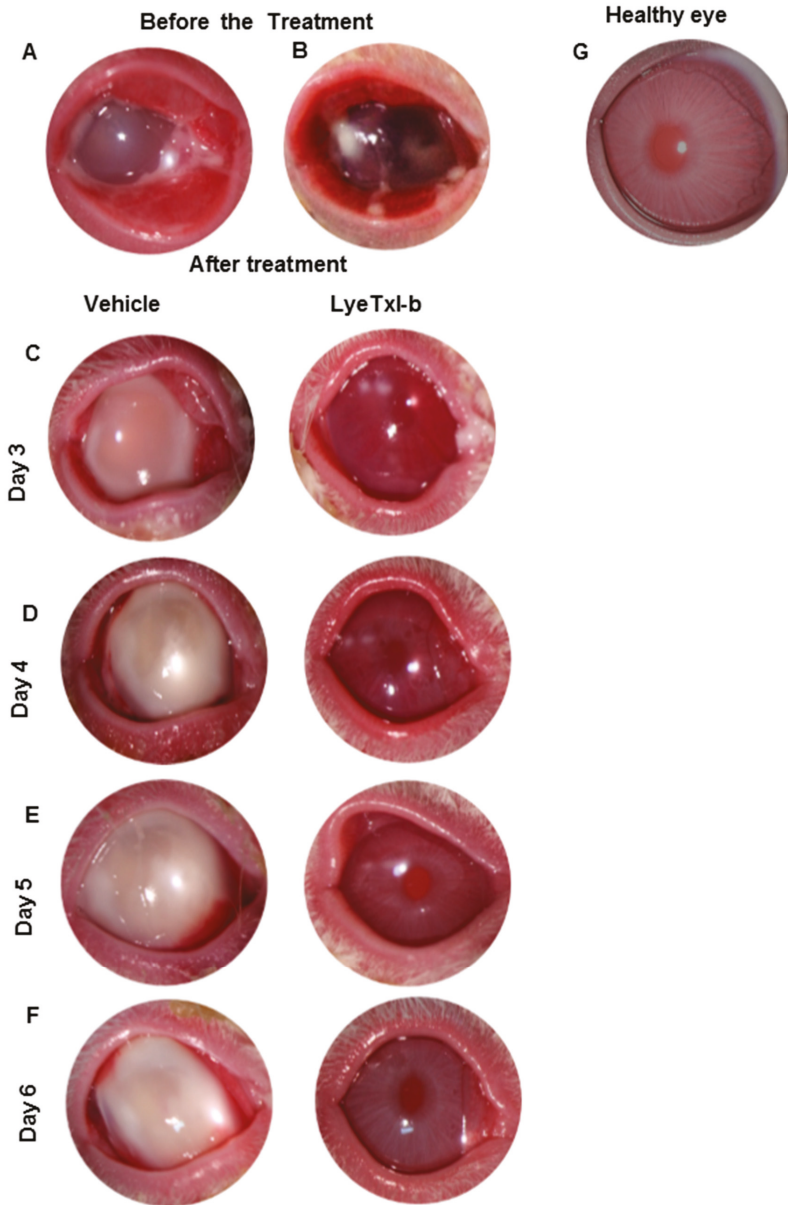 Before the Treatment
Healthy eye
A
B
G
After treatment
Vehicle
LyeTxI-b
C
Day 3
D
Day 4
E
Day 5
F
Day 6